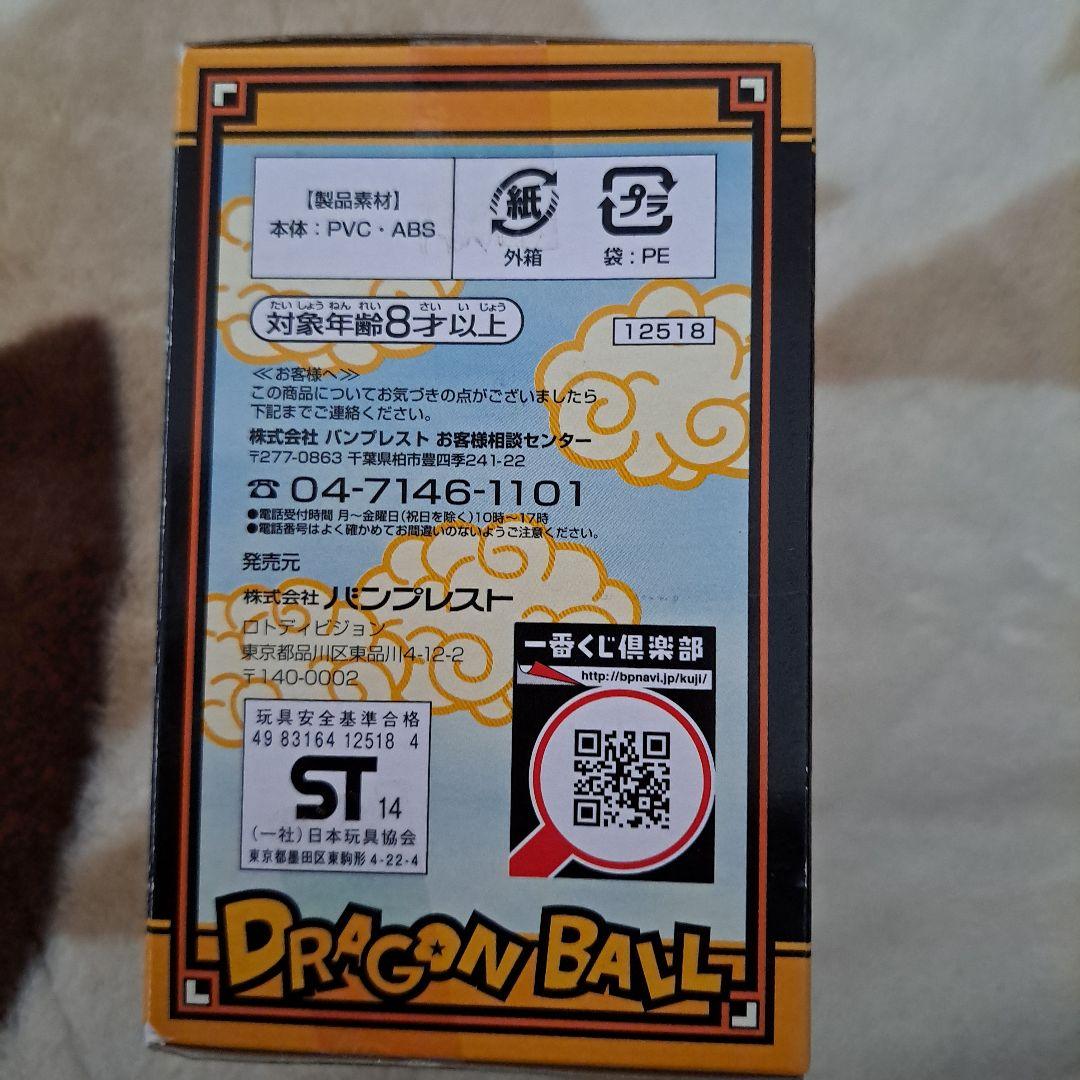 【製品素材】
本体：PVC・ABS
紙
外箱
プラ
袋：PE
たいしょうねんれい さいいじょう
対象年齢8才以上
12518
≪お客様へ≫
この商品についてお気づきの点がございましたら
下記までご連絡ください。
株式会社 バンプレスト お客様相談センター
〒277-0863 千葉県柏市豊四季241-22
☎ 04-7146-1101
●電話受付時間 月～金曜日(祝日を除く)10時～17時
●電話番号はよく確かめてお間違いのないようご注意ください。
発売元
株式会社 バンプレスト
ロトディビジョン
東京都品川区東品川4-12-2
〒140-0002
一番くじ倶楽部
http://bpnavi.jp/kuji/
玩具安全基準合格
49 83164 12518 4
ST 14
(一社)日本玩具協会
東京都墨田区東駒形4-22-4
DRAGON BALL